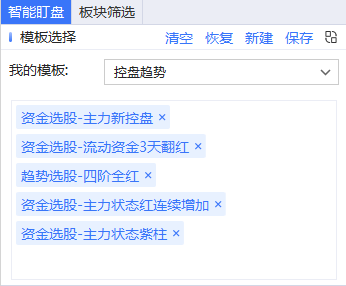 智能盯盘 板块筛选
模板选择 清空 恢复 新建 保存
我的模板: 控盘趋势
资金选股-主力新控盘 ×
资金选股-流动资金3天翻红 ×
趋势选股-四阶全红 ×
资金选股-主力状态红连续增加 ×
资金选股-主力状态紫柱 ×